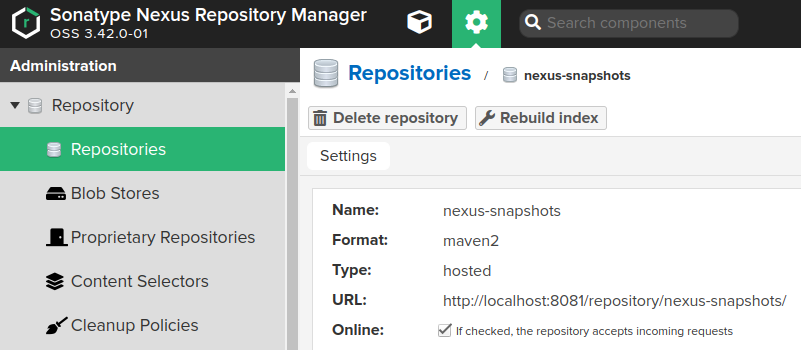 Sonatype Nexus Repository Manager
OSS 3.42.0-01
Search components
Administration
Repository
Repositories
Blob Stores
Proprietary Repositories
Content Selectors
Cleanup Policies
Repositories / nexus-snapshots
Delete repository Rebuild index
Settings
Name: nexus-snapshots
Format: maven2
Type: hosted
URL: http://localhost:8081/repository/nexus-snapshots/
Online: If checked, the repository accepts incoming requests